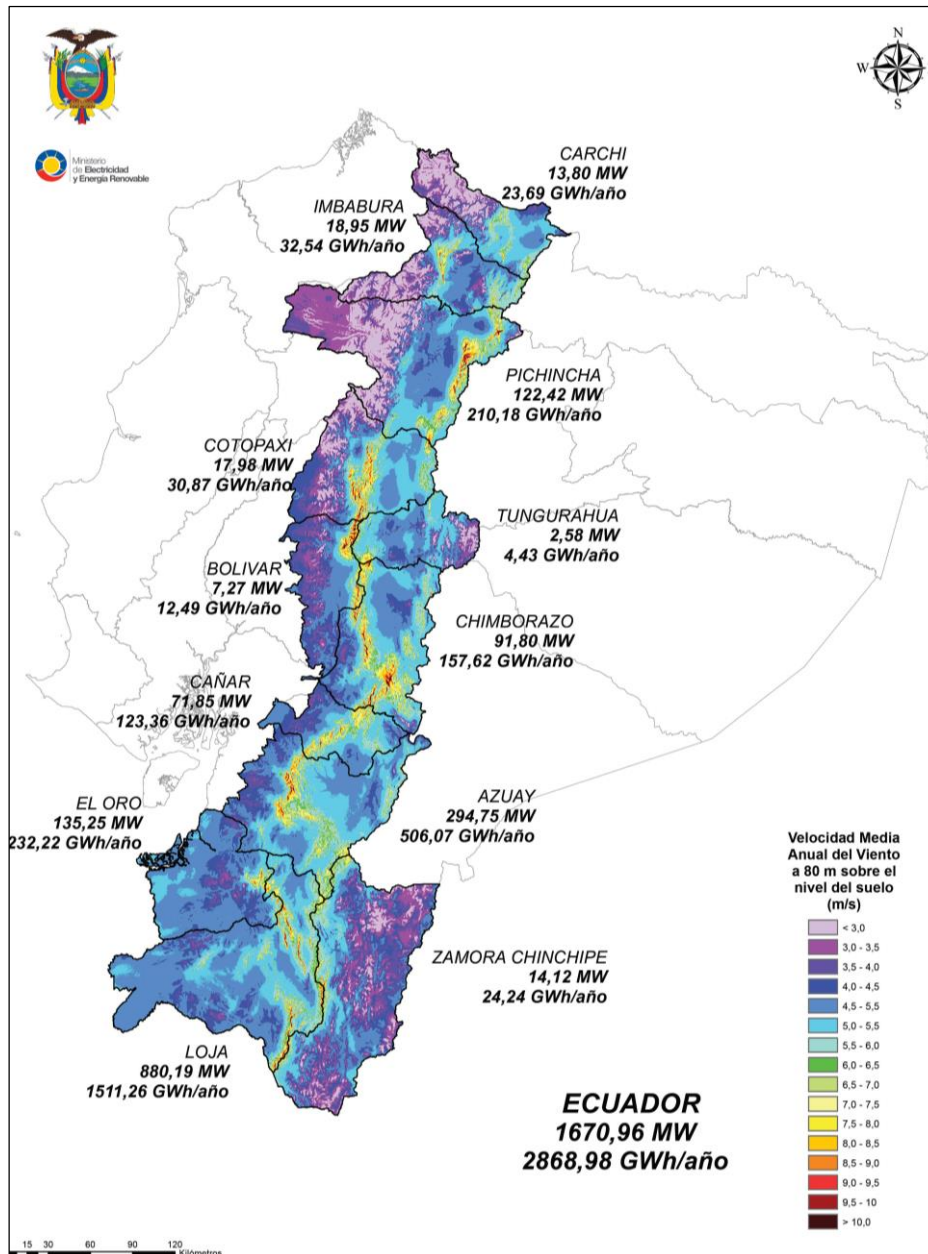 N
W
E
S
Ministerio
de Electricidad
y Energía Renovable
CARCHI
13,80 MW
23,69 GWh/año
IMBABURA
18,95 MW
32,54 GWh/año
PICHINCHA
122,42 MW
210,18 GWh/año
COTOPAXI
17,98 MW
30,87 GWh/año
TUNGURAHUA
2,58 MW
4,43 GWh/año
BOLIVAR
7,27 MW
12,49 GWh/año
CHIMBORAZO
91,80 MW
157,62 GWh/año
CAÑAR
71,85 MW
123,36 GWh/año
EL ORO
135,25 MW
232,22 GWh/año
AZUAY
294,75 MW
506,07 GWh/año
ZAMORA CHINCHIPE
14,12 MW
24,24 GWh/año
LOJA
880,19 MW
1511,26 GWh/año
ECUADOR
1670,96 MW
2868,98 GWh/año
Velocidad Media
Anual del Viento
a 80 m sobre el
nivel del suelo
(m/s)
< 3,0
3,0 - 3,5
3,5 - 4,0
4,0 - 4,5
4,5 - 5,5
5,0 - 5,5
5,5 - 6,0
6,0 - 6,5
6,5 - 7,0
7,0 - 7,5
7,5 - 8,0
8,0 - 8,5
8,5 - 9,0
9,0 - 9,5
9,5 - 10
> 10,0
15 30 60 90 120
Kilómetros